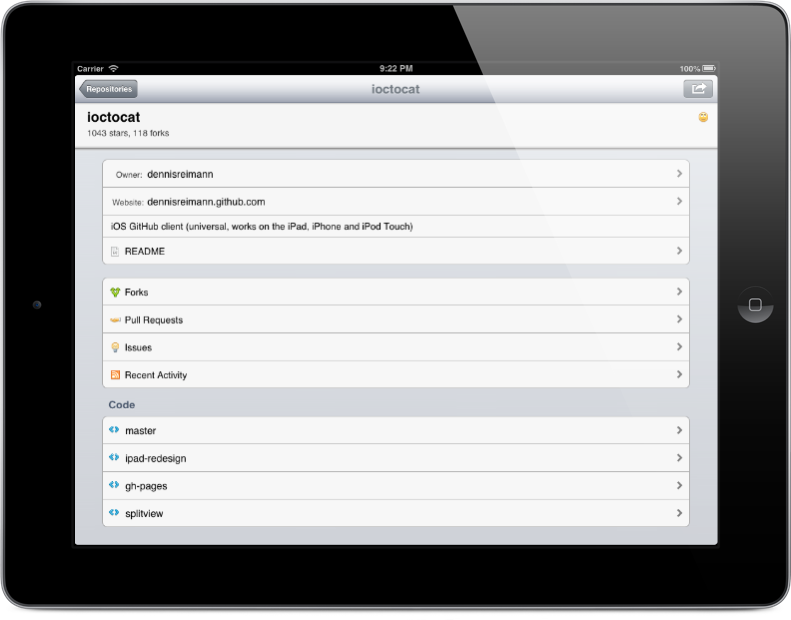 Carrier 9:22 PM 100%
Repositories ioctocat
ioctocat
1043 stars, 118 forks
Owner: dennisreimann
Website: dennisreimann.github.com
iOS GitHub client (universal, works on the iPad, iPhone and iPod Touch)
README
Forks
Pull Requests
Issues
Recent Activity
Code
master
ipad-redesign
gh-pages
splitview